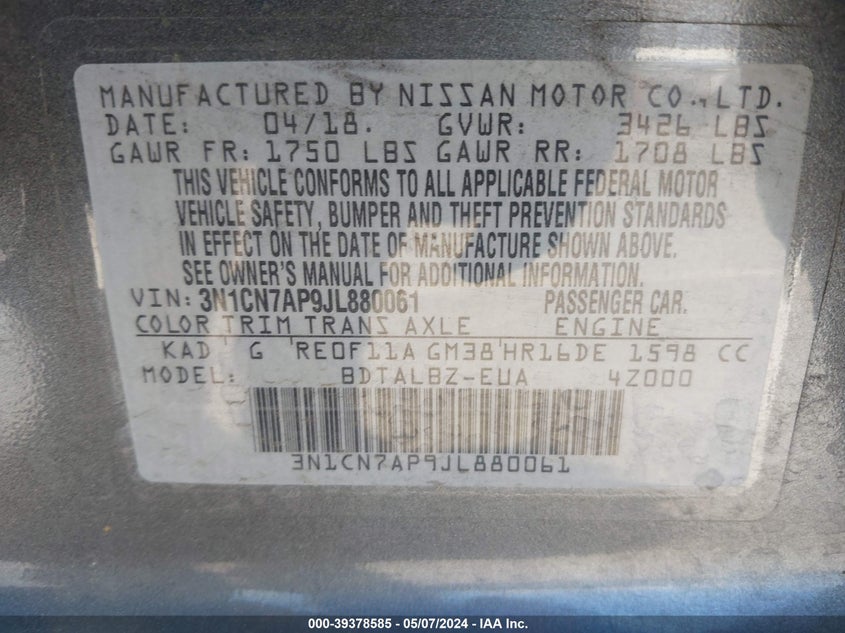 MANUFACTURED BY NISSAN MOTOR CO., LTD.
DATE: 04/18. GVWR: 3426 LBS
GAWR FR: 1750 LBS GAWR RR: 1708 LBS
THIS VEHICLE CONFORMS TO ALL APPLICABLE FEDERAL MOTOR
VEHICLE SAFETY, BUMPER AND THEFT PREVENTION STANDARDS
IN EFFECT ON THE DATE OF MANUFACTURE SHOWN ABOVE.
SEE OWNER'S MANUAL FOR ADDITIONAL INFORMATION
VIN: 3N1CN7AP9JL880061 PASSENGER CAR.
COLOR TRIM TRANS AXLE ENGINE
KAD G RE0F11A GM38 HR16DE 1598 CC
MODEL: BDTALBZ-EUA 4Z000
3N1CN7AP9JL880061
000-39378585 - 05/07/2024 - IAA Inc.